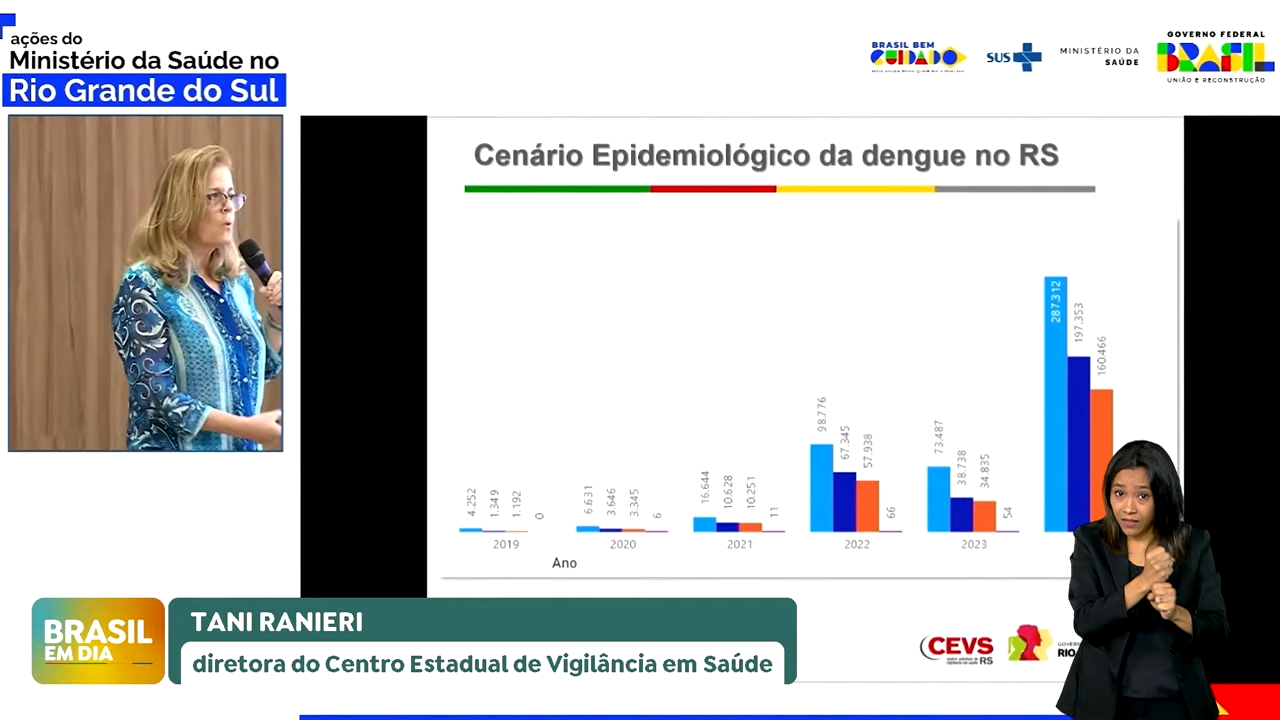 ações do
Ministério da Saúde no
Rio Grande do Sul
BRASIL BEM
CUIDADO
SUS
MINISTÉRIO DA
SAÚDE
GOVERNO FEDERAL
BRASIL
UNIÃO E RECONSTRUÇÃO
Cenário Epidemiológico da dengue no RS
4.252
1.349
1.192
0
6.631
3.646
3.345
6
16.644
10.628
10.251
11
98.776
67.345
57.938
66
73.487
38.738
34.835
54
287.312
197.353
160.466
2019
2020
2021
2022
2023
Ano
BRASIL
EM DIA
TANI RANIERI
diretora do Centro Estadual de Vigilância em Saúde
CEVS
RS